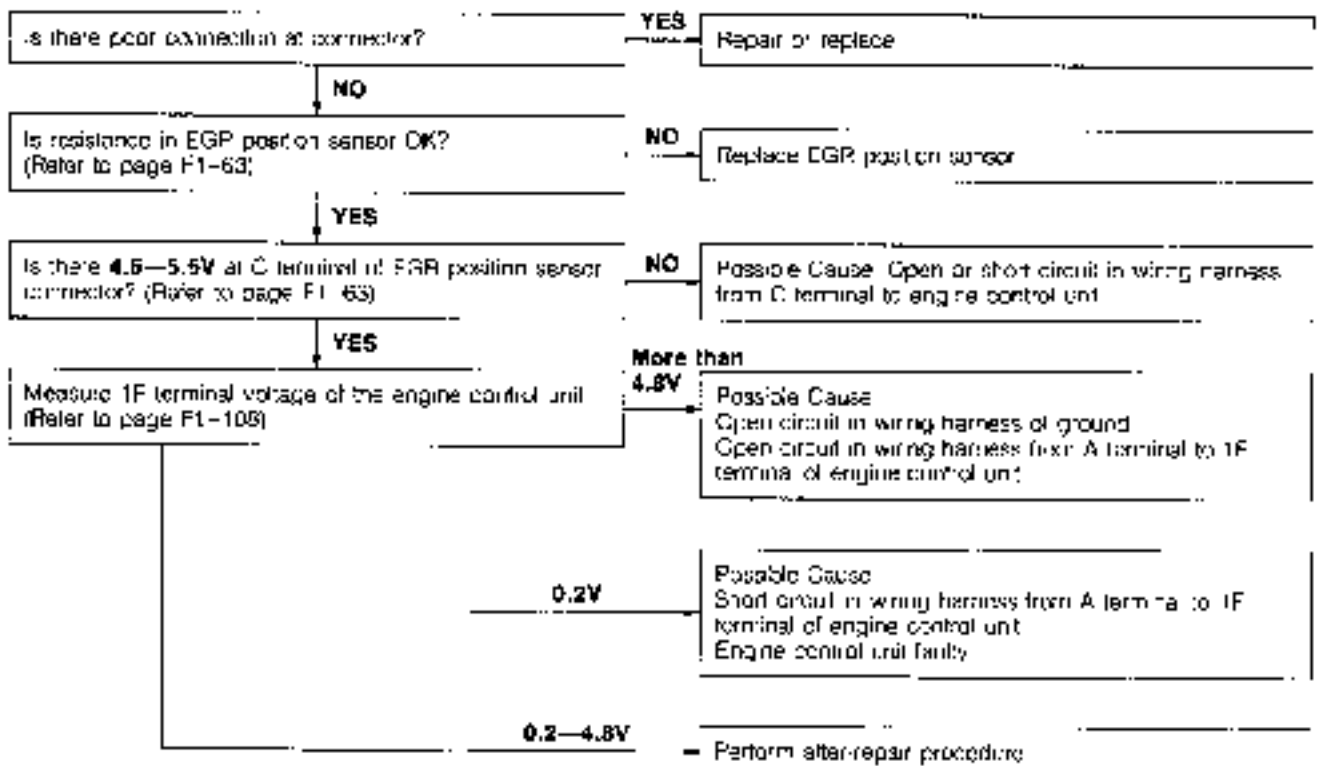 Is there poor connection at connector?
YES
Repair or replace
NO
Is resistance in EGR position sensor OK?
(Refer to page F1–63)
NO
Replace EGR position sensor
YES
Is there 4.5—5.5V at C terminal of EGR position sensor
connector? (Refer to page F1–63)
NO
Possible Cause Open or short circuit in wiring harness
from C terminal to engine control unit
YES
Measure 1F terminal voltage of the engine control unit
(Refer to page F1–108)
More than
4.8V
Possible Cause
Open circuit in wiring harness of ground
Open circuit in wiring harness from A terminal to 1F
terminal of engine control unit
0.2V
Possible Cause
Short circuit in wiring harness from A terminal to 1F
terminal of engine control unit
Engine control unit faulty
0.2—4.8V
Perform after-repair procedure